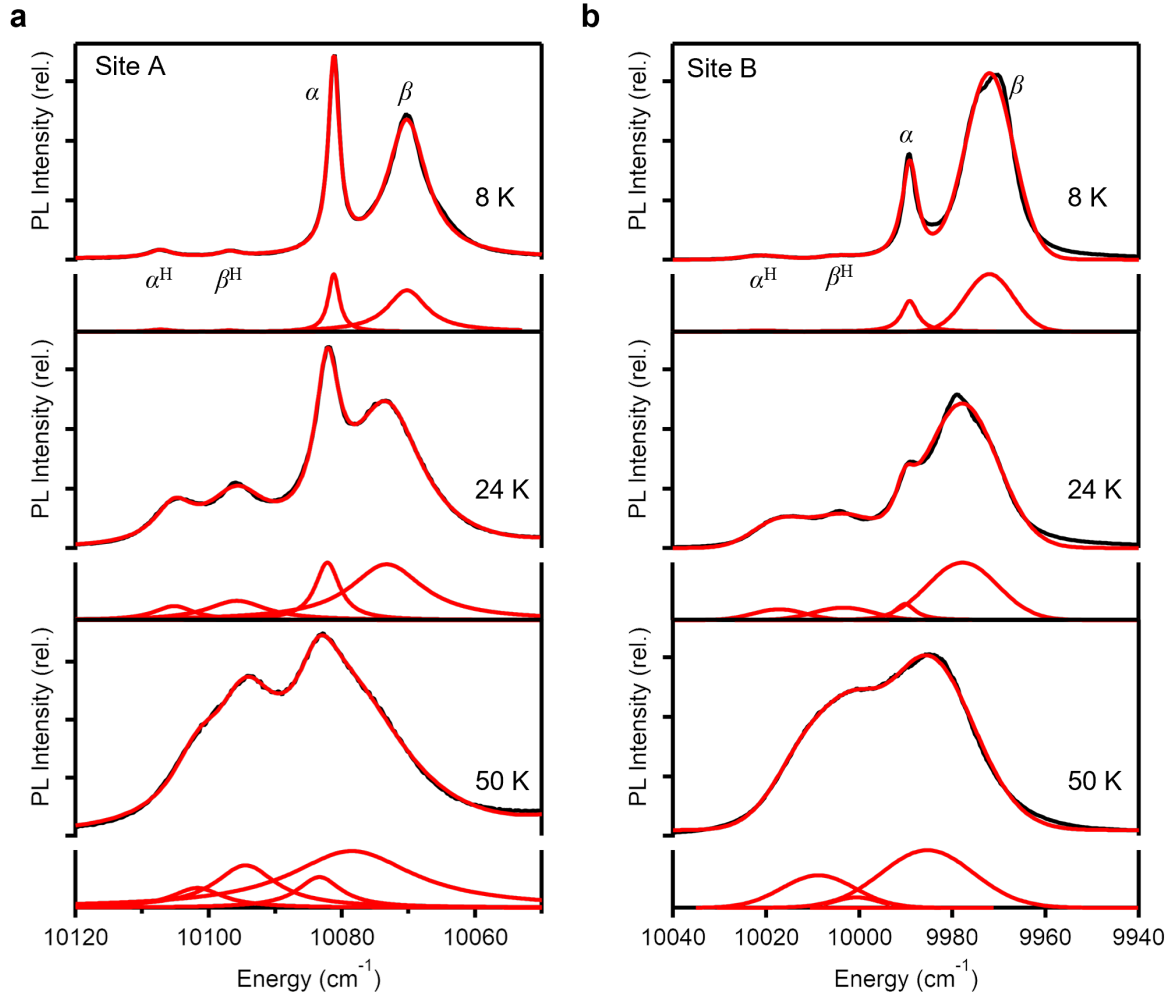 a
b
Site A
α
β
8 K
PL Intensity (rel.)
αᴴ
βᴴ
24 K
PL Intensity (rel.)
50 K
PL Intensity (rel.)
10120
10100
10080
10060
Energy (cm⁻¹)
Site B
α
β
8 K
PL Intensity (rel.)
αᴴ
βᴴ
24 K
PL Intensity (rel.)
50 K
PL Intensity (rel.)
10040
10020
10000
9980
9960
9940
Energy (cm⁻¹)